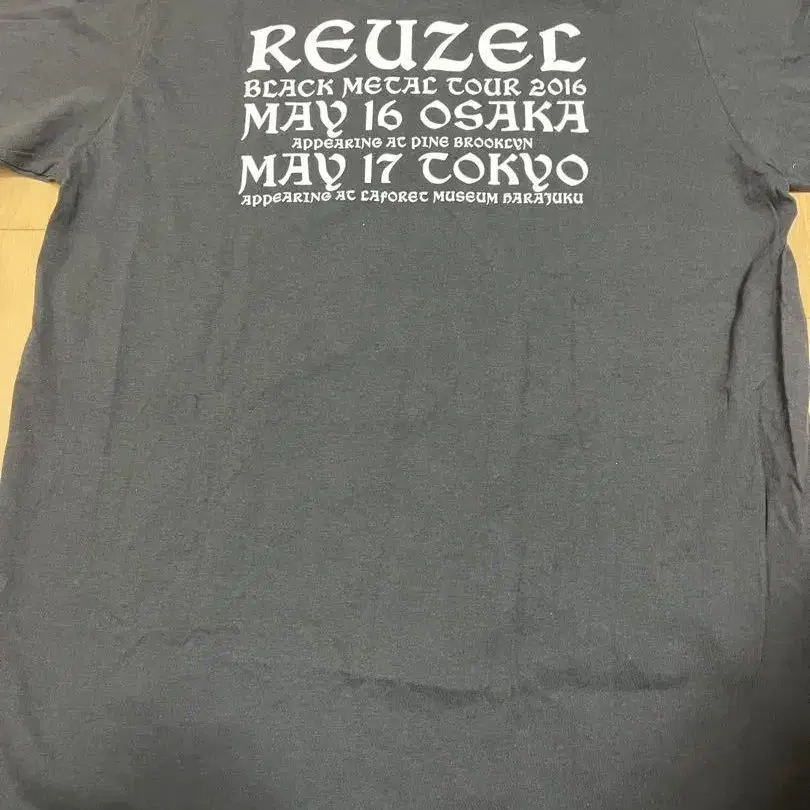 REUZEL
BLACK METAL TOUR 2016
MAY 16 OSAKA
APPEARING AT PINE BROOKLYN
MAY 17 TOKYO
APPEARING AT LAFORET MUSEUM HARAJUKU